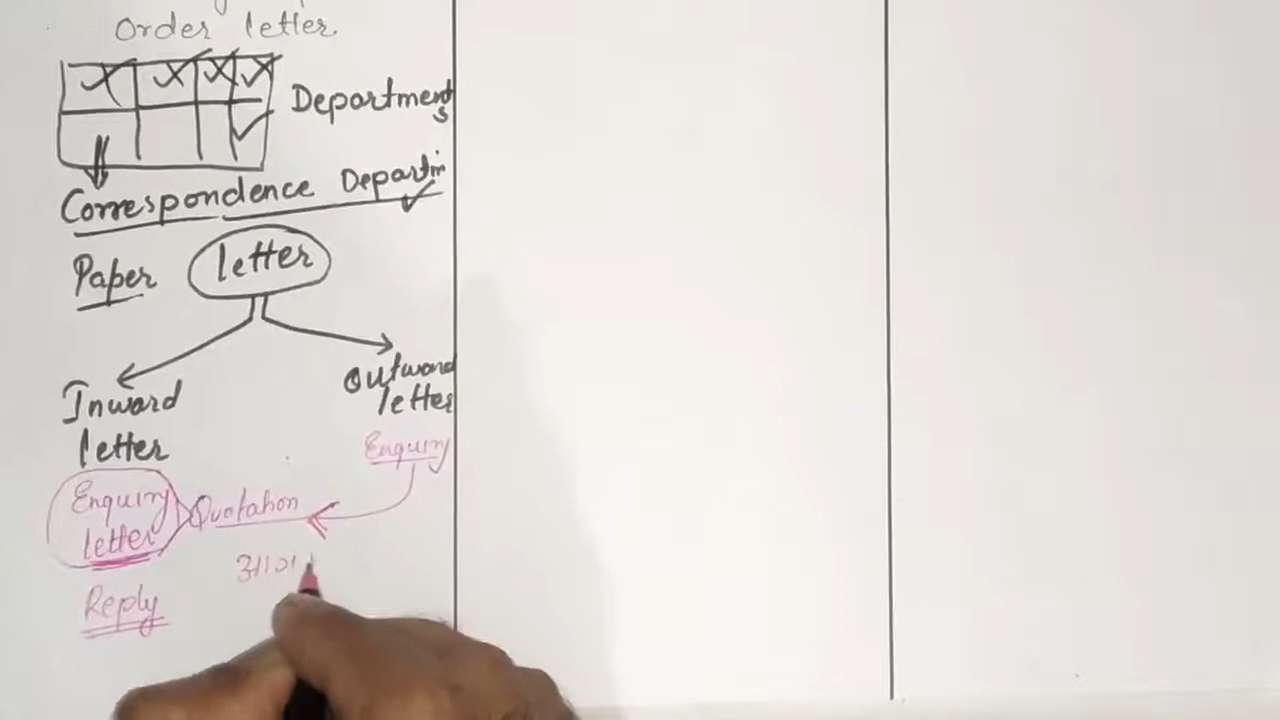 Order letter.
Departments
Correspondence Departm
Paper letter
Inward letter
Outward letter
Enquiry
Enquiry letter
Quotation
Reply